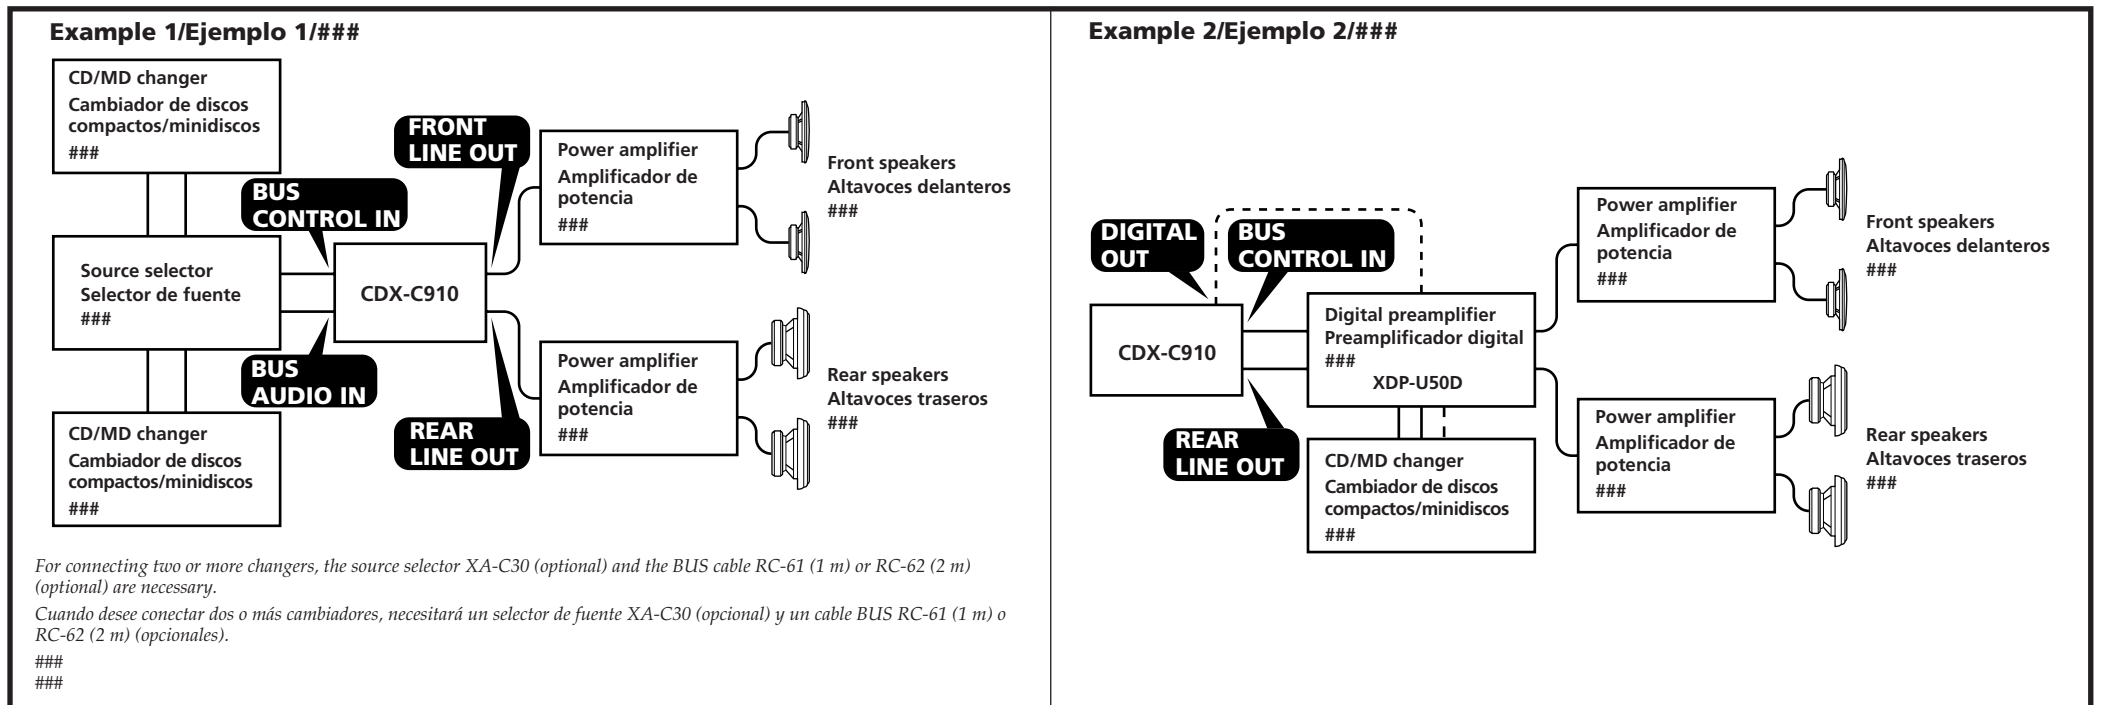 Example 1/Ejemplo 1/###
CD/MD changer
Cambiador de discos
compactos/minidiscos
###
BUS
CONTROL IN
FRONT
LINE OUT
Power amplifier
Amplificador de
potencia
###
Front speakers
Altavoces delanteros
###
Source selector
Selector de fuente
###
CDX-C910
BUS
AUDIO IN
REAR
LINE OUT
Power amplifier
Amplificador de
potencia
###
Rear speakers
Altavoces traseros
###
CD/MD changer
Cambiador de discos
compactos/minidiscos
###
For connecting two or more changers, the source selector XA-C30 (optional) and the BUS cable RC-61 (1 m) or RC-62 (2 m)
(optional) are necessary.
Cuando desee conectar dos o más cambiadores, necesitará un selector de fuente XA-C30 (opcional) y un cable BUS RC-61 (1 m) o
RC-62 (2 m) (opcionales).
###
###
Example 2/Ejemplo 2/###
DIGITAL
OUT
BUS
CONTROL IN
CDX-C910
Digital preamplifier
Preamplificador digital
###
XDP-U50D
REAR
LINE OUT
CD/MD changer
Cambiador de discos
compactos/minidiscos
###
Power amplifier
Amplificador de
potencia
###
Front speakers
Altavoces delanteros
###
Power amplifier
Amplificador de
potencia
###
Rear speakers
Altavoces traseros
###